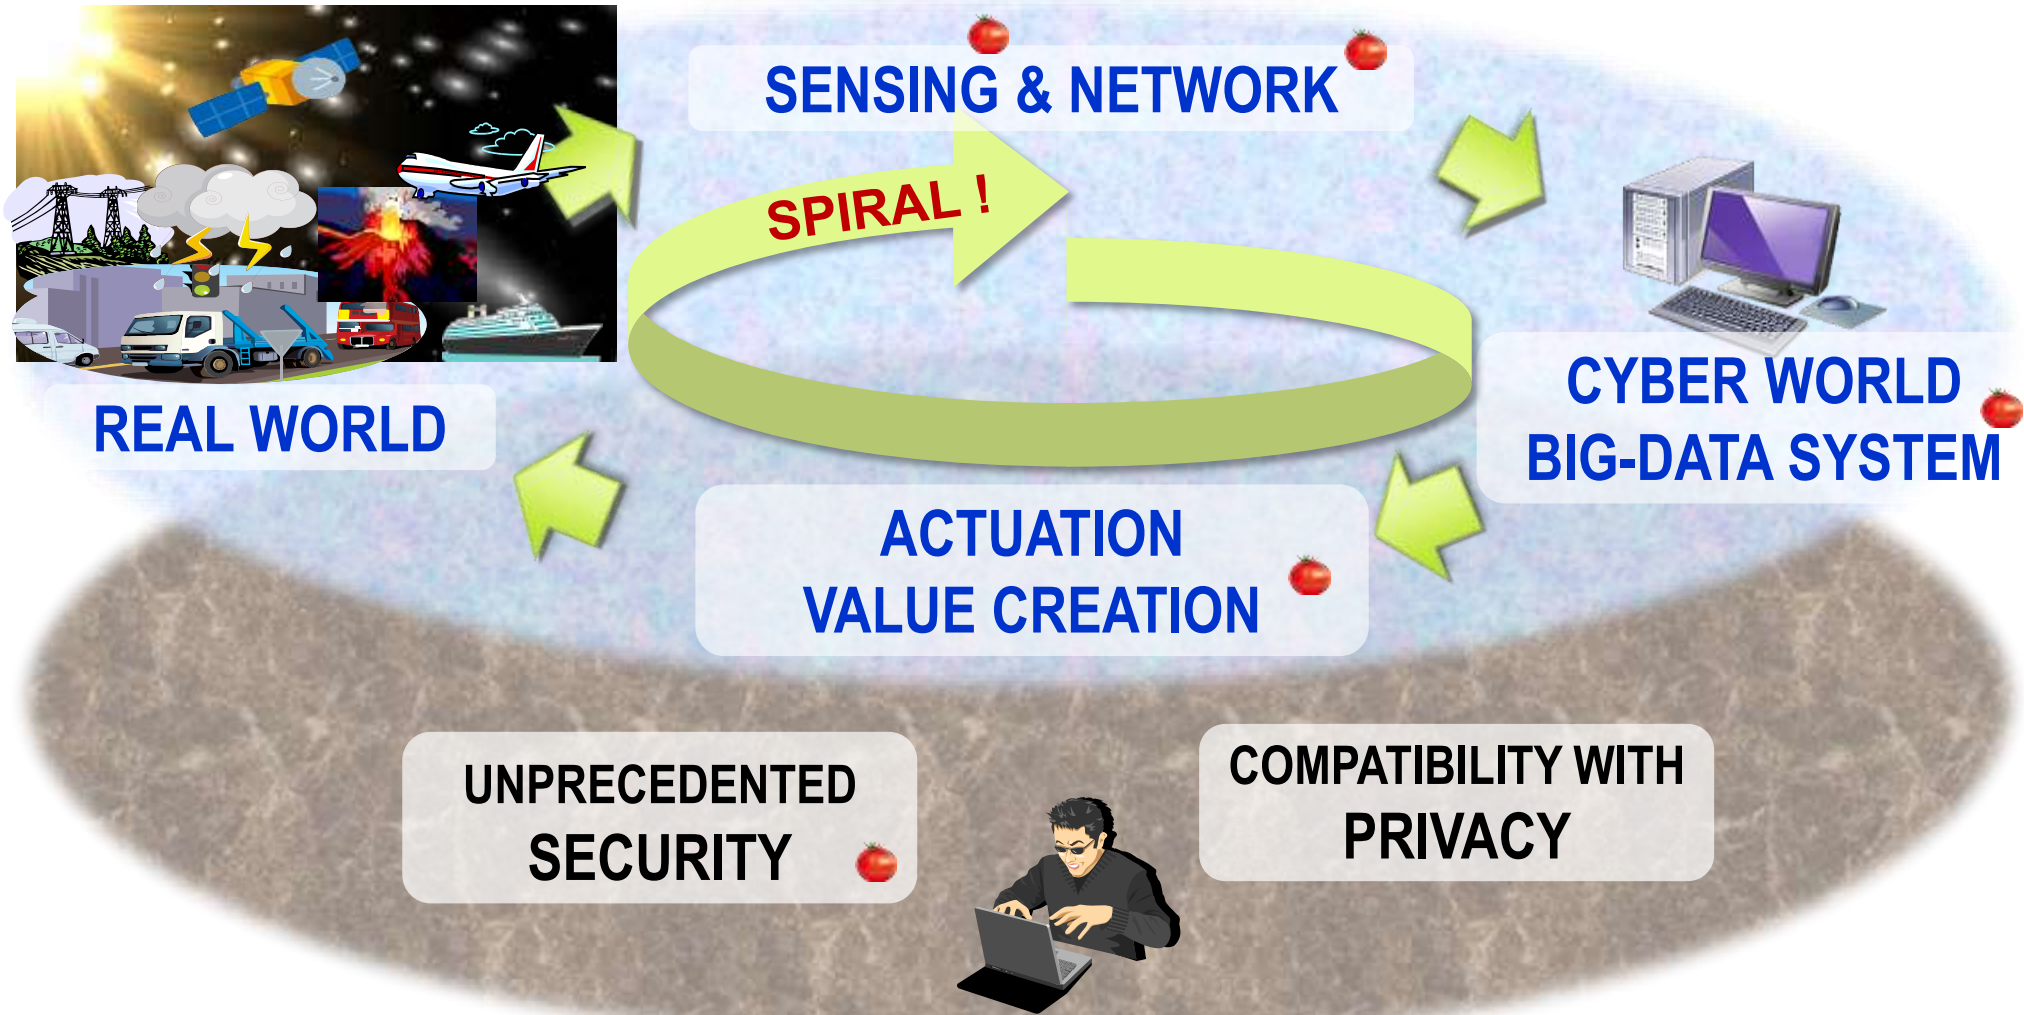 SENSING & NETWORK
SPIRAL !
REAL WORLD
CYBER WORLD
BIG-DATA SYSTEM
ACTUATION
VALUE CREATION
UNPRECEDENTED
SECURITY
COMPATIBILITY WITH
PRIVACY